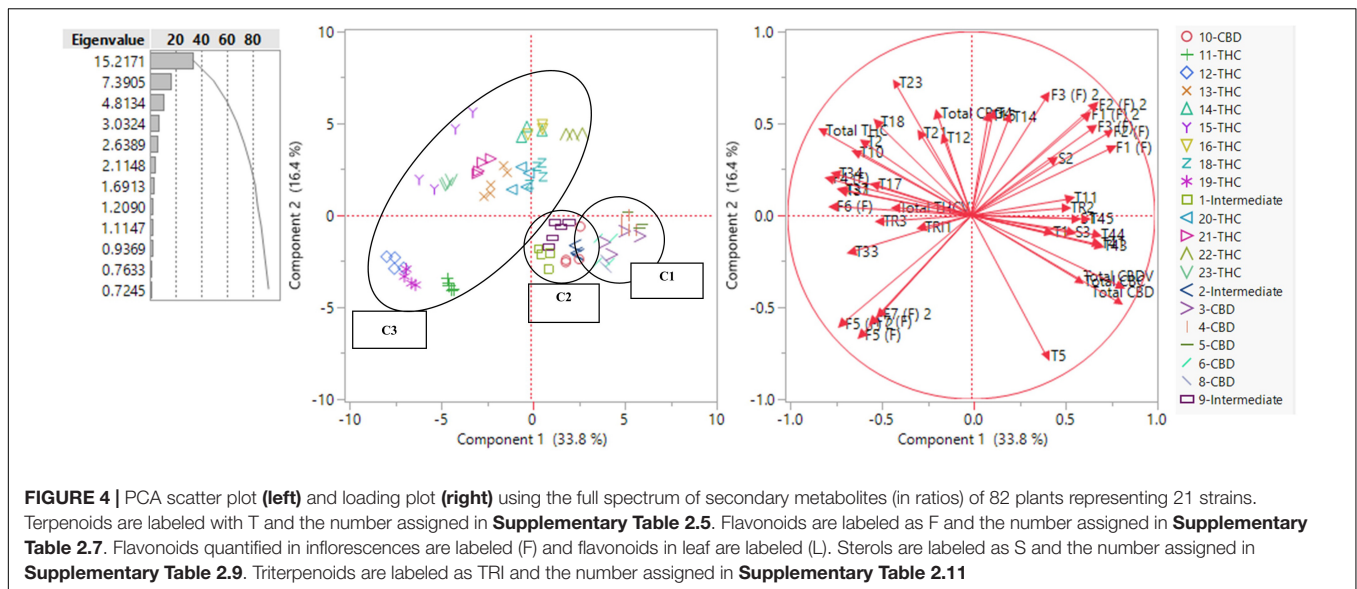 Eigenvalue 20 40 60 80
15.2171
7.3905
4.8134
3.0324
2.6389
2.1148
1.6913
1.2090
1.1147
0.9369
0.7633
0.7245
10
5
0
-5
-10
-10 -5 0 5 10
Component 2 (16.4 %)
Component 1 (33.8 %)
C1
C2
C3
1.0
0.5
0.0
-0.5
-1.0
-1.0 -0.5 0.0 0.5 1.0
Component 2 (16.4 %)
Component 1 (33.8 %)
T23
F3 (F) 2
F2 (F) 2
F1 (F) 2
T14
T18
T21
T12
Total THC
T10
F1 (F)
S2
T34
T17
F6 (F)
T11
TR2
T45
TR3
TRI1
T1
S3
T44
T33
Total CBDV
Total CBD
F7 (F) 2
F5 (F)
T5
10-CBD
11-THC
12-THC
13-THC
14-THC
15-THC
16-THC
18-THC
19-THC
1-Intermediate
20-THC
21-THC
22-THC
23-THC
2-Intermediate
3-CBD
4-CBD
5-CBD
6-CBD
8-CBD
9-Intermediate
FIGURE 4 | PCA scatter plot (left) and loading plot (right) using the full spectrum of secondary metabolites (in ratios) of 82 plants representing 21 strains.
Terpenoids are labeled with T and the number assigned in Supplementary Table 2.5. Flavonoids are labeled as F and the number assigned in Supplementary
Table 2.7. Flavonoids quantified in inflorescences are labeled (F) and flavonoids in leaf are labeled (L). Sterols are labeled as S and the number assigned in
Supplementary Table 2.9. Triterpenoids are labeled as TRI and the number assigned in Supplementary Table 2.11